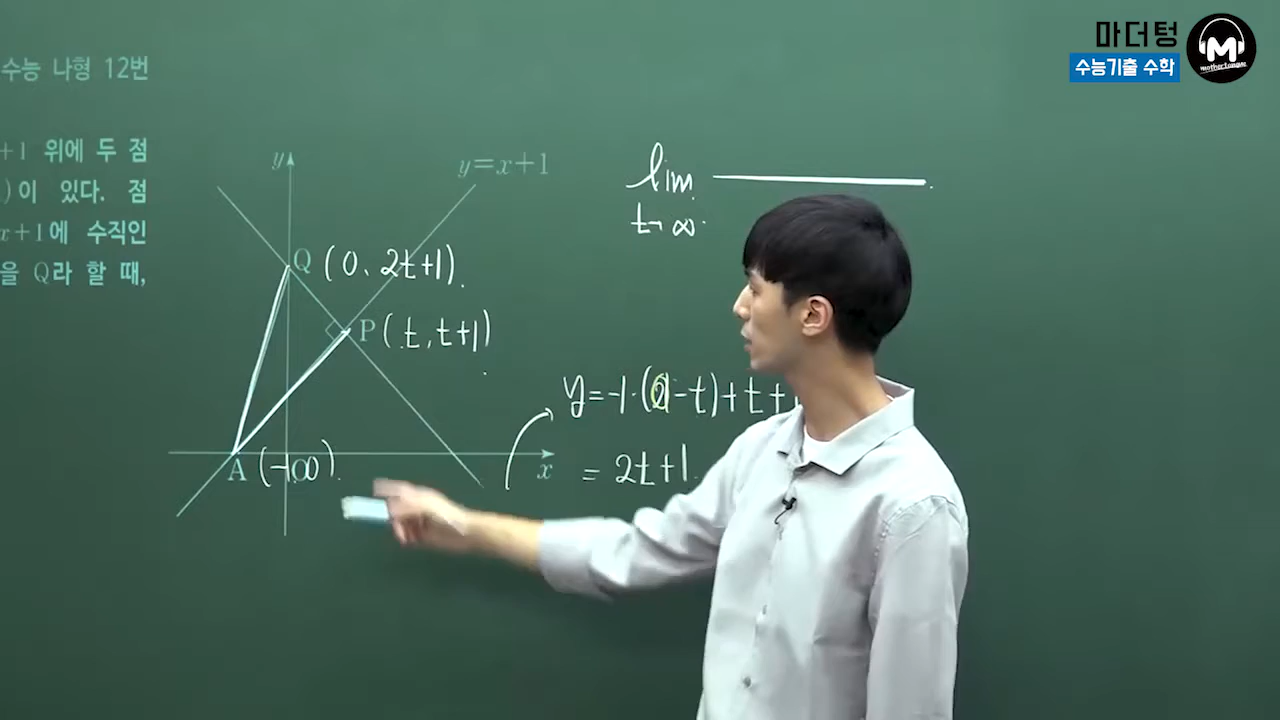 마더텅
수능기출 수학
M
mothertongue
수능 나형 12번
+1 위에 두 점
)이 있다. 점
x+1에 수직인
을 Q라 할 때,
y
y=x+1
Q (0, 2t+1)
P (t, t+1)
A (-1,0)
x
lim
t→∞
y=-1·(0-t)+t+1
=2t+1